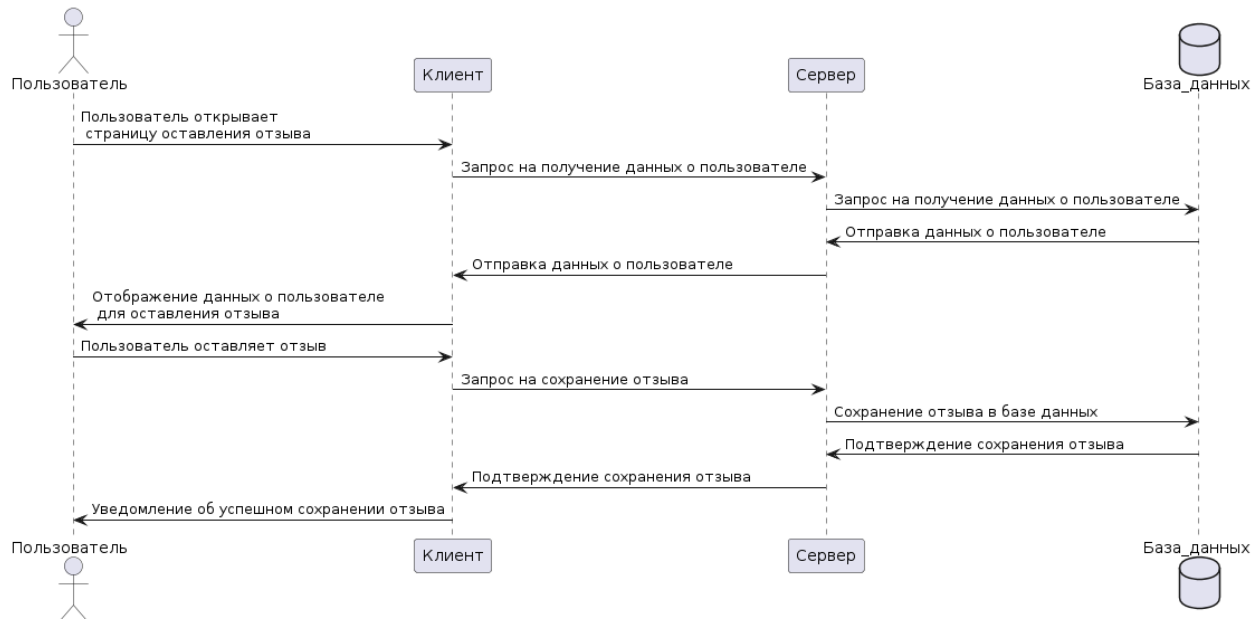 Пользователь
Клиент
Сервер
База_данных
Пользователь открывает
страницу оставления отзыва
Запрос на получение данных о пользователе
Запрос на получение данных о пользователе
Отправка данных о пользователе
Отправка данных о пользователе
Отображение данных о пользователе
для оставления отзыва
Пользователь оставляет отзыв
Запрос на сохранение отзыва
Сохранение отзыва в базе данных
Подтверждение сохранения отзыва
Подтверждение сохранения отзыва
Уведомление об успешном сохранении отзыва
Пользователь
Клиент
Сервер
База_данных